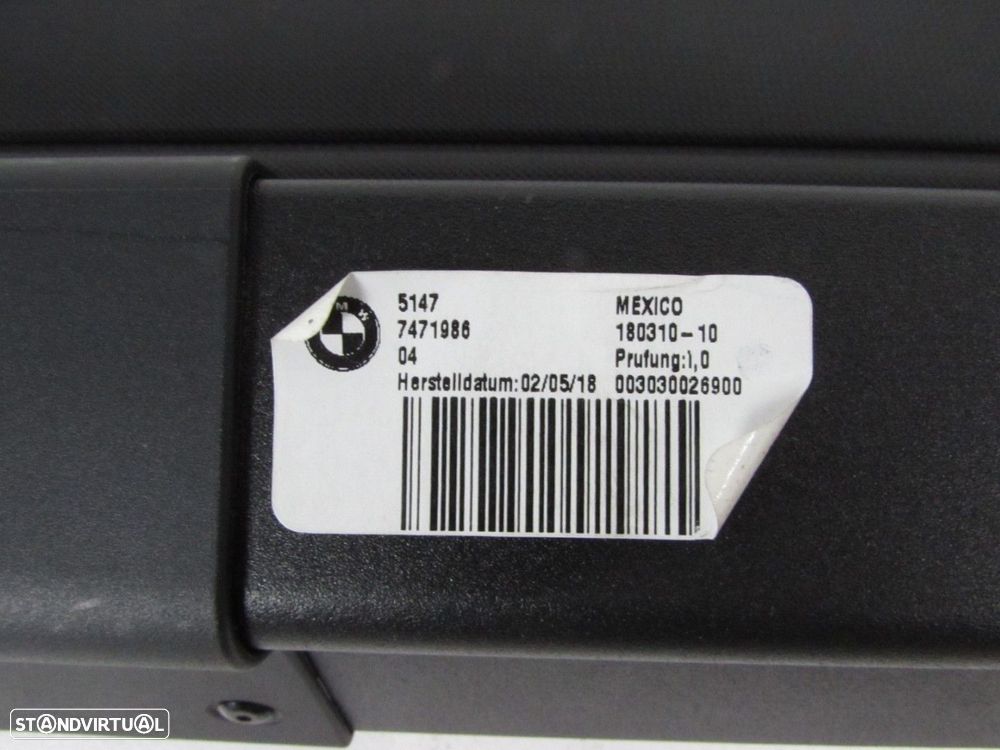 5147 MEXICO
7471986 180310-10
04 Prufung:1,0
Herstelldatum:02/05/18 003030026900
STANDVIRTUAL